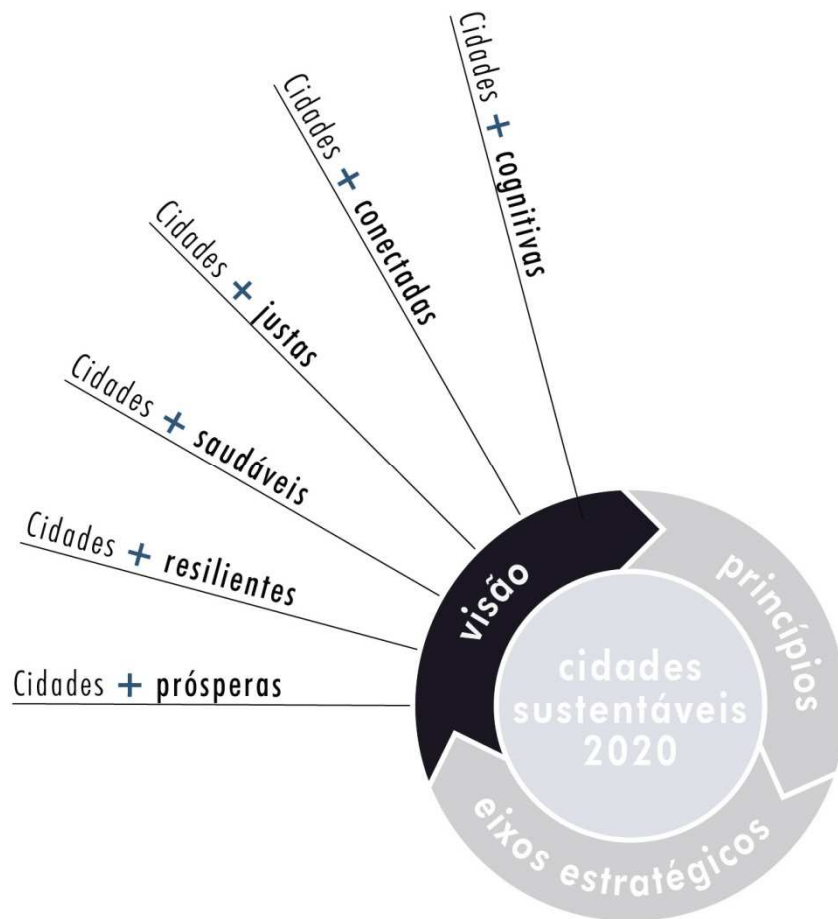 Cidades + cognitivas
Cidades + conectadas
Cidades + justas
Cidades + saudáveis
Cidades + resilientes
Cidades + prósperas
visão
princípios
eixos estratégicos
cidades
sustentáveis
2020